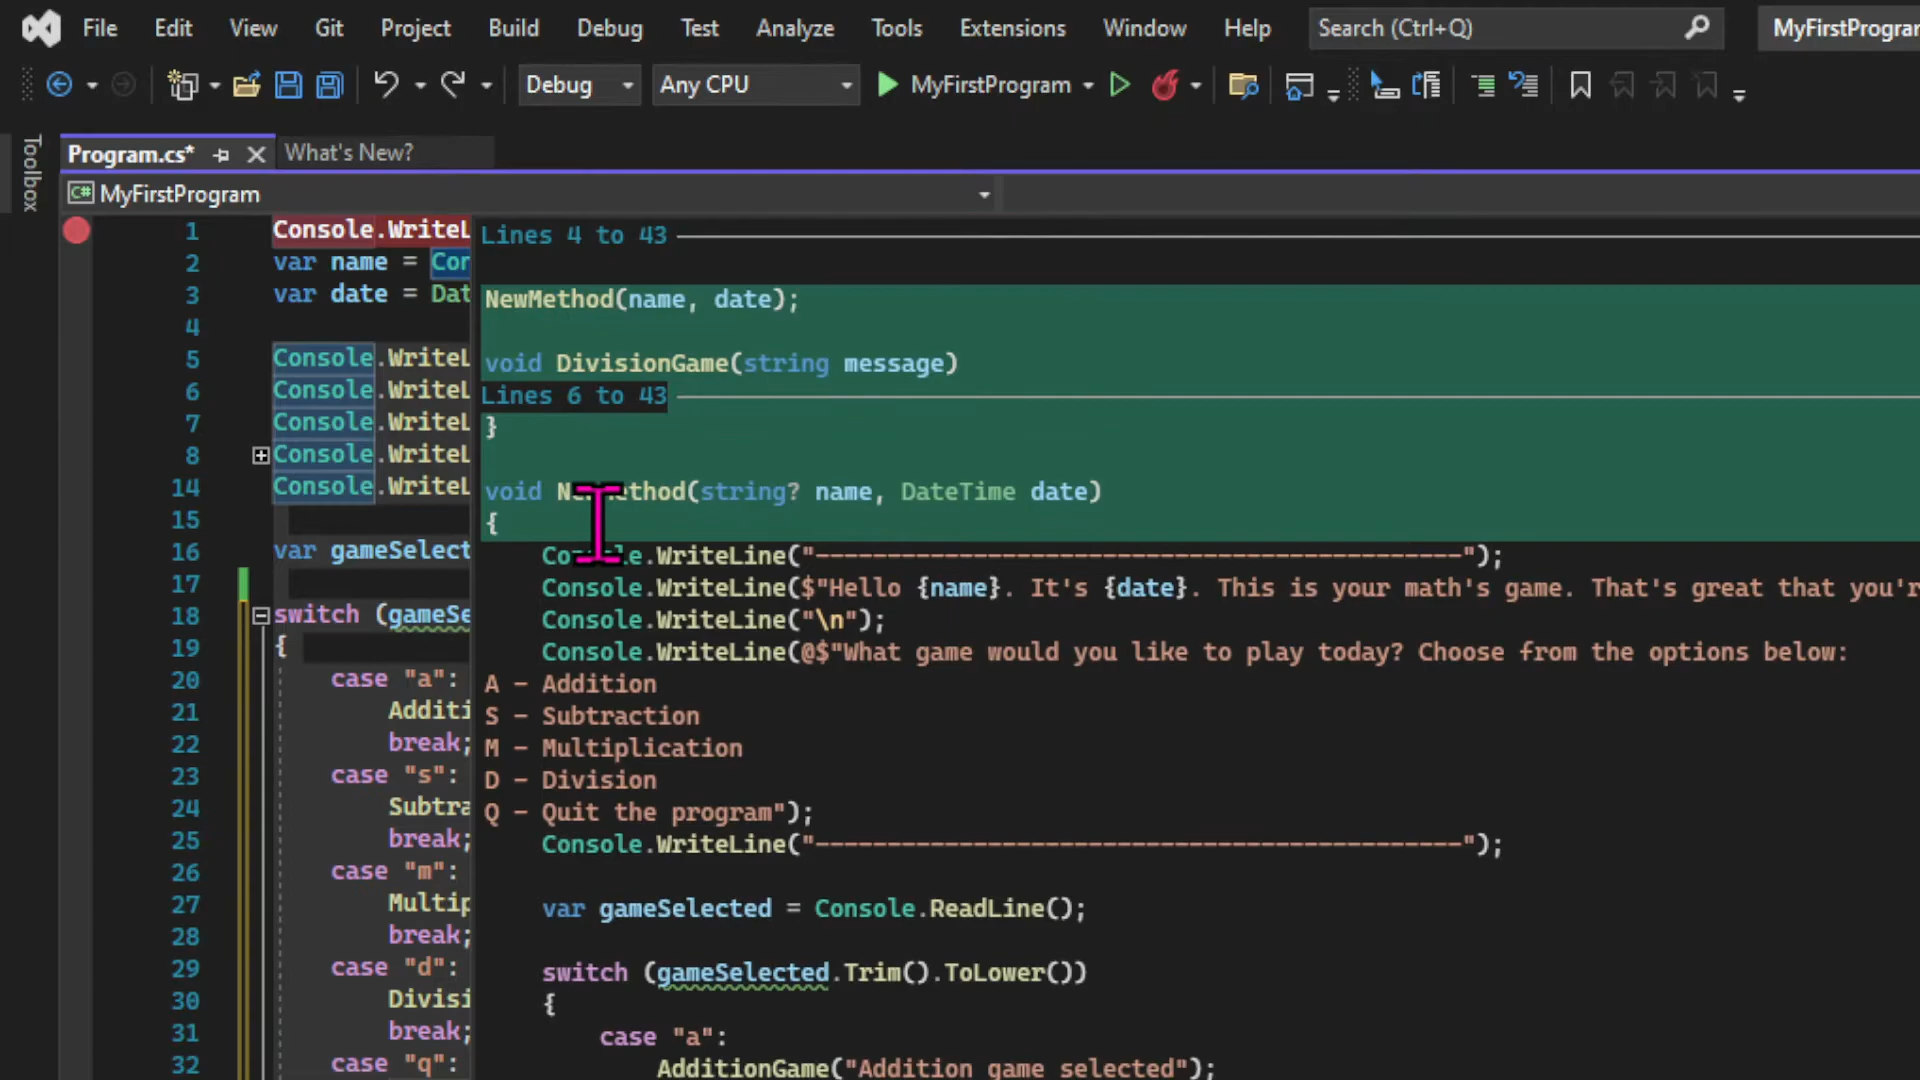 File Edit View Git Project Build Debug Test Analyze Tools Extensions Window Help Search (Ctrl+Q) MyFirstPrograr
Debug Any CPU MyFirstProgram
Toolbox
Program.cs* What's New?
C# MyFirstProgram
1 Console.WriteL
2 var name = Con
3 var date = Dat
4
5 Console.WriteL
6 Console.WriteL
7 Console.WriteL
8 Console.WriteL
14 Console.WriteL
15
16 var gameSelect
17
18 switch (gameSe
19 {
20 case "a":
21 Additi
22 break;
23 case "s":
24 Subtra
25 break;
26 case "m":
27 Multip
28 break;
29 case "d":
30 Divisi
31 break;
32 case "q":
Lines 4 to 43
NewMethod(name, date);
void DivisionGame(string message)
Lines 6 to 43
}
void NewMethod(string? name, DateTime date)
{
Console.WriteLine("---------------------------------------------");
Console.WriteLine($"Hello {name}. It's {date}. This is your math's game. That's great that you'r
Console.WriteLine("\n");
Console.WriteLine(@$"What game would you like to play today? Choose from the options below:
A - Addition
S - Subtraction
M - Multiplication
D - Division
Q - Quit the program");
Console.WriteLine("---------------------------------------------");
var gameSelected = Console.ReadLine();
switch (gameSelected.Trim().ToLower())
{
case "a":
AdditionGame("Addition game selected");